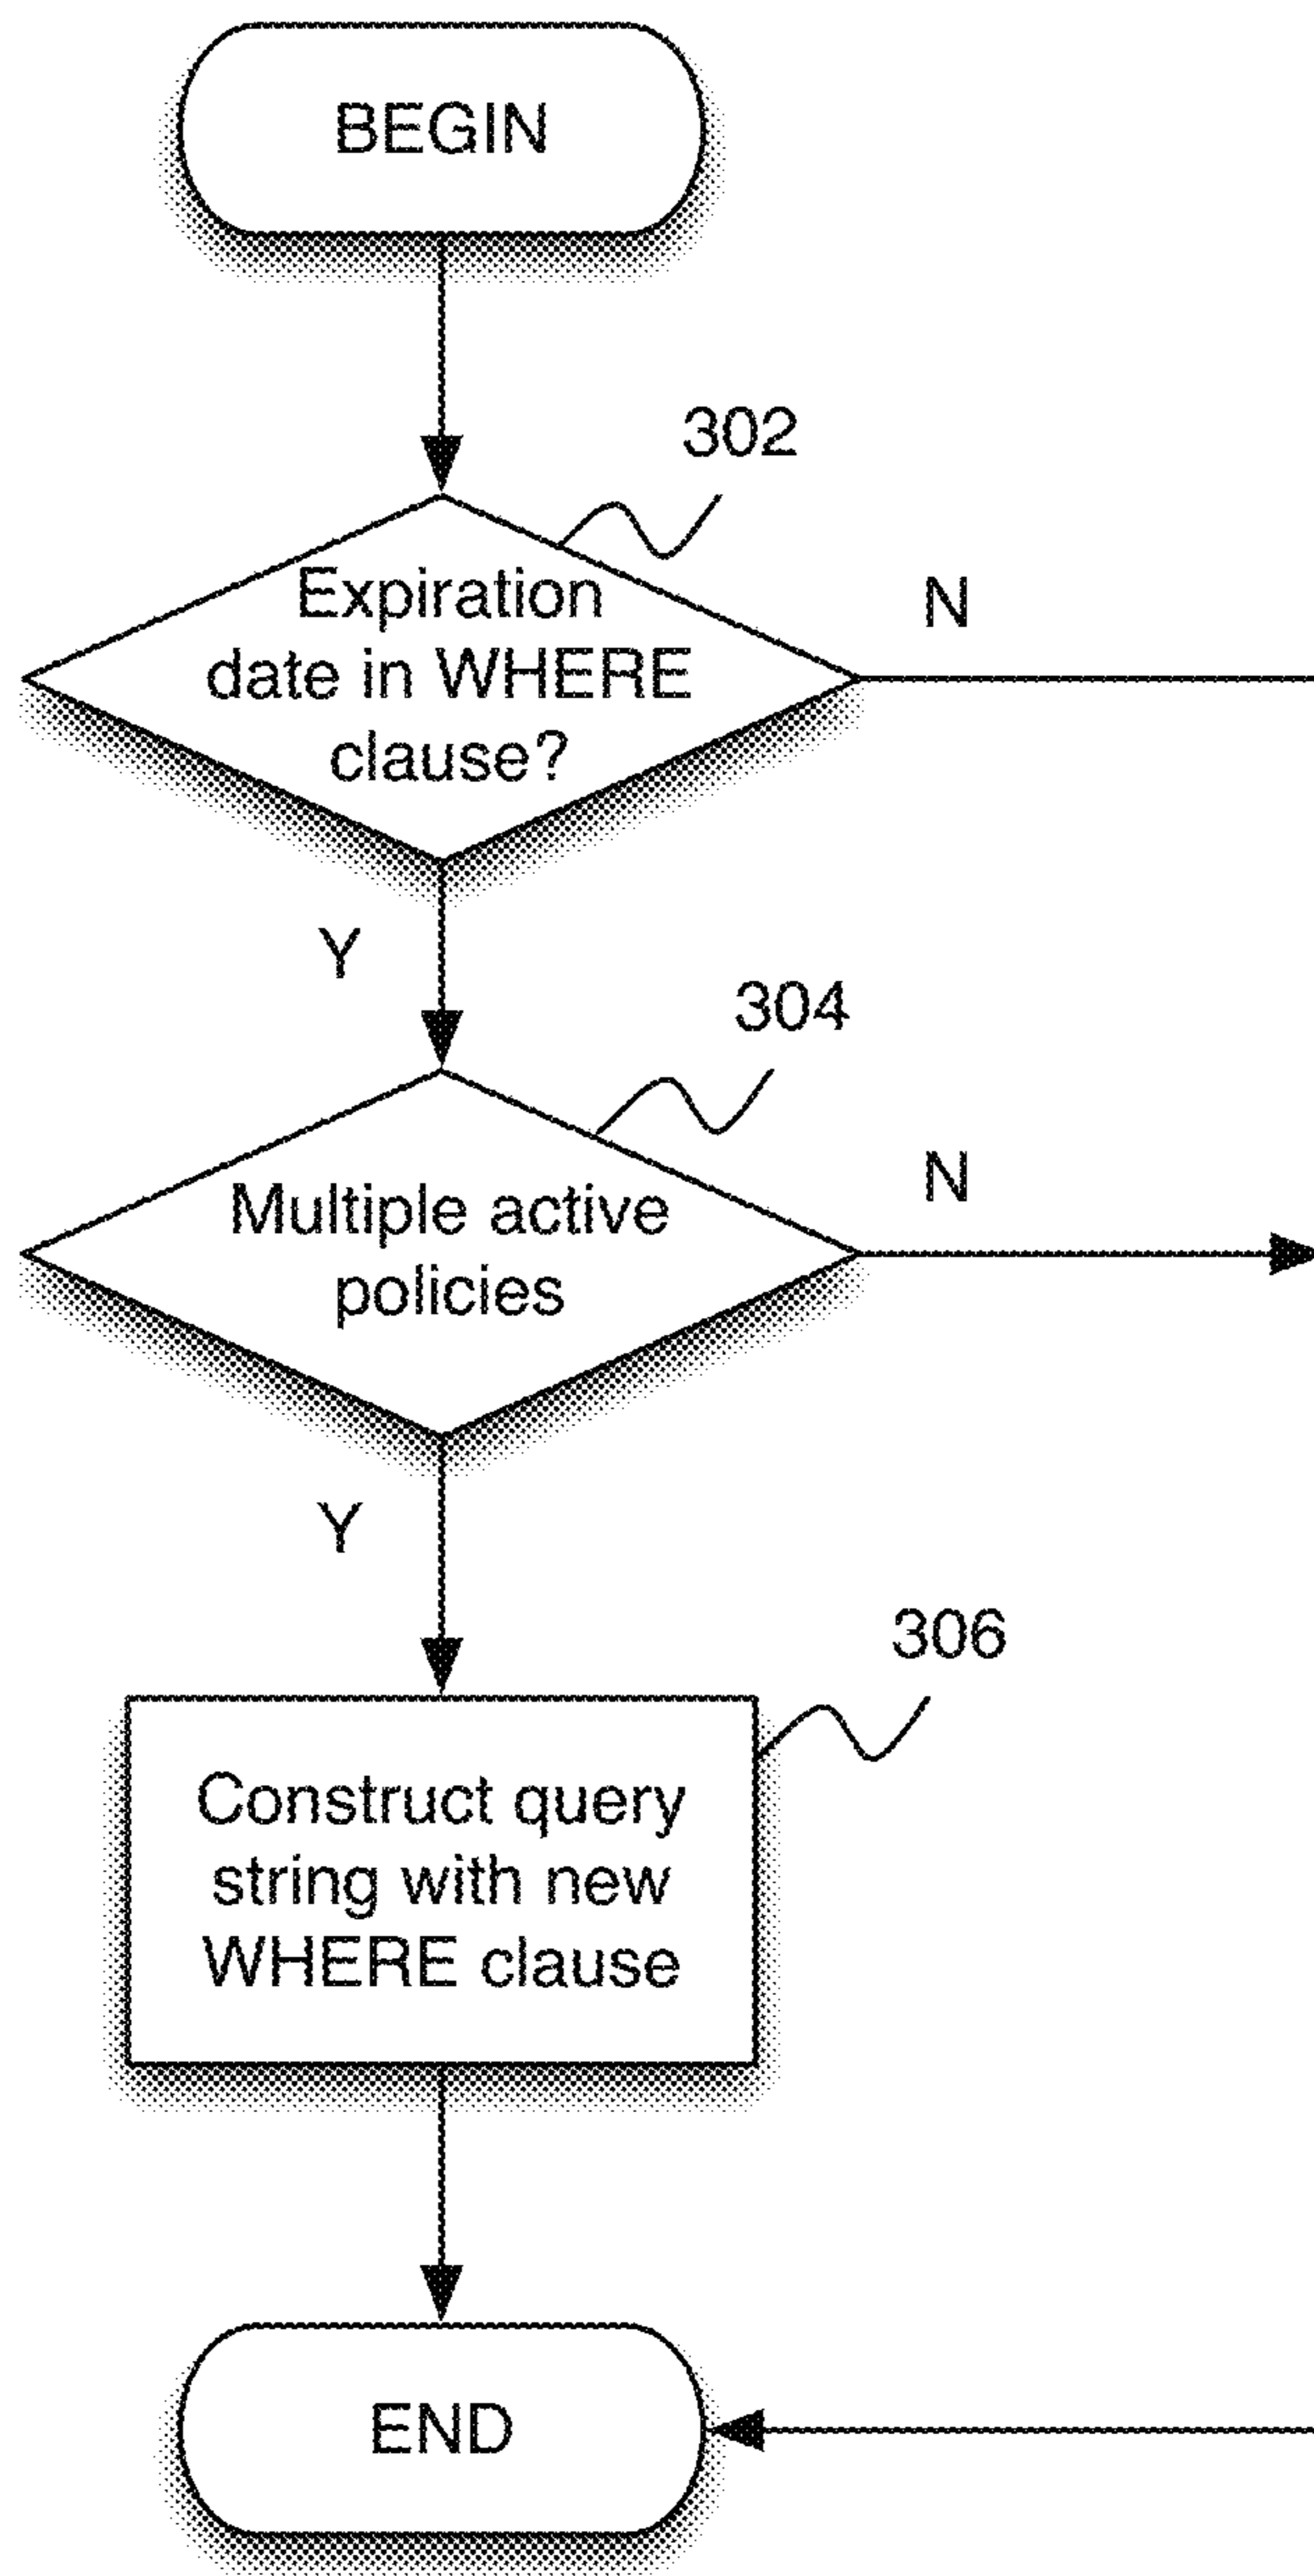 BEGIN
302
Expiration
date in WHERE
clause?
N
Y
304
Multiple active
policies
N
Y
306
Construct query
string with new
WHERE clause
END